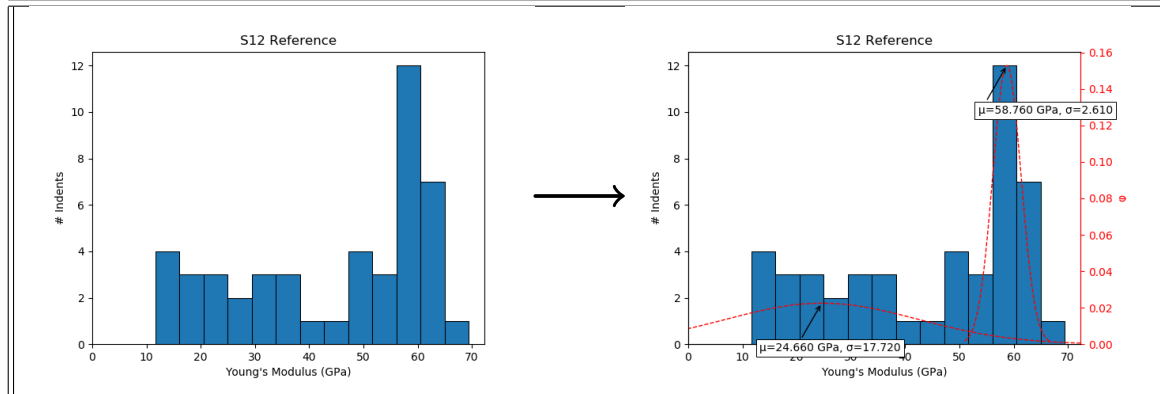 S12 Reference
12
10
8
6
4
2
0
# Indents
0 10 20 30 40 50 60 70
Young's Modulus (GPa)
S12 Reference
12
10
8
6
4
2
0
# Indents
μ=58.760 GPa, σ=2.610
μ=24.660 GPa, σ=17.720
0 10 20 30 40 50 60 70
Young's Modulus (GPa)
0.16
0.14
0.12
0.10
0.08
0.06
0.04
0.02
0.00